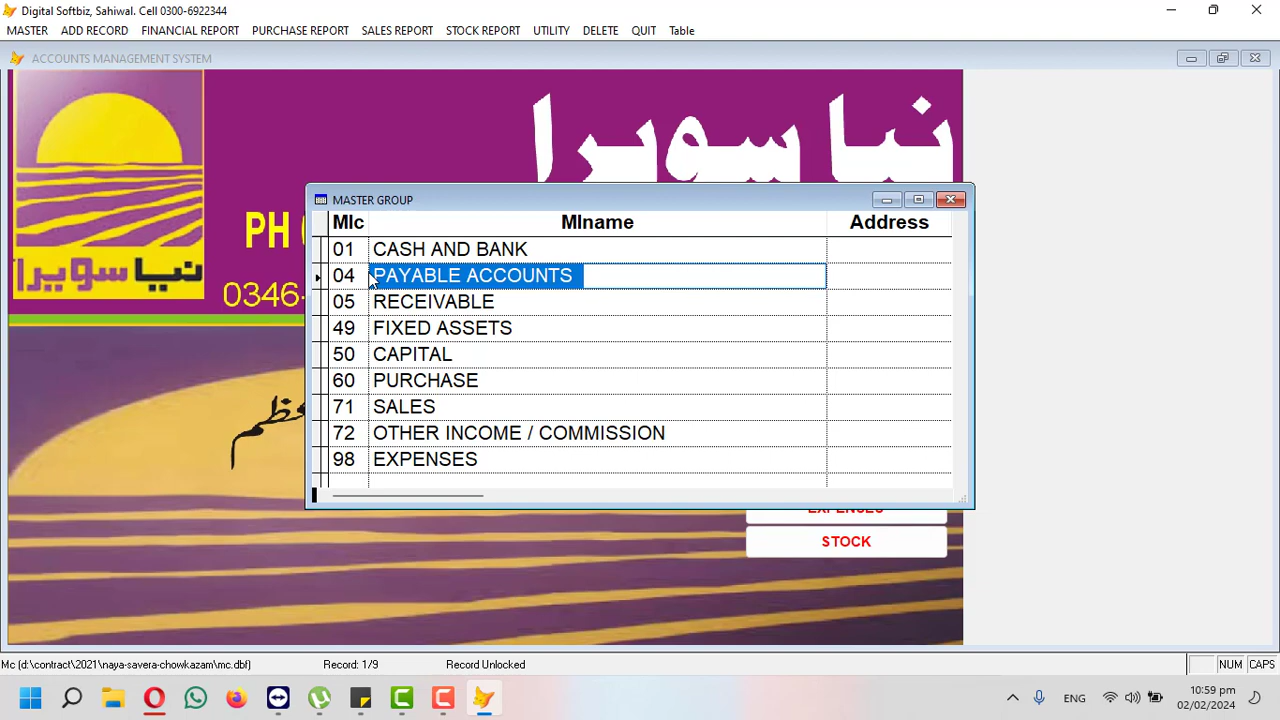 Digital Softbiz, Sahiwal. Cell 0300-6922344
MASTER ADD RECORD FINANCIAL REPORT PURCHASE REPORT SALES REPORT STOCK REPORT UTILITY DELETE QUIT Table
ACCOUNTS MANAGEMENT SYSTEM
نیا سویرا
نیا سویرا
PH
0346-
MASTER GROUP
Mlc Mlname Address
01 CASH AND BANK
04 PAYABLE ACCOUNTS
05 RECEIVABLE
49 FIXED ASSETS
50 CAPITAL
60 PURCHASE
71 SALES
72 OTHER INCOME / COMMISSION
98 EXPENSES
EXPENSES
STOCK
Mc (d:\contract\2021\naya-savera-chowkazam\mc.dbf) Record: 1/9 Record Unlocked NUM CAPS
ENG 10:59 pm
02/02/2024